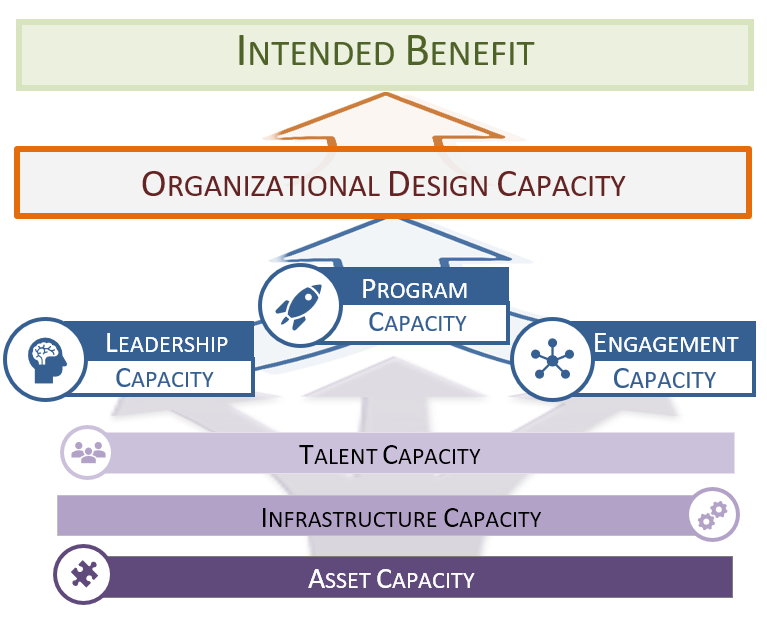 INTENDED BENEFIT
ORGANIZATIONAL DESIGN CAPACITY
PROGRAM
CAPACITY
LEADERSHIP
CAPACITY
ENGAGEMENT
CAPACITY
TALENT CAPACITY
INFRASTRUCTURE CAPACITY
ASSET CAPACITY